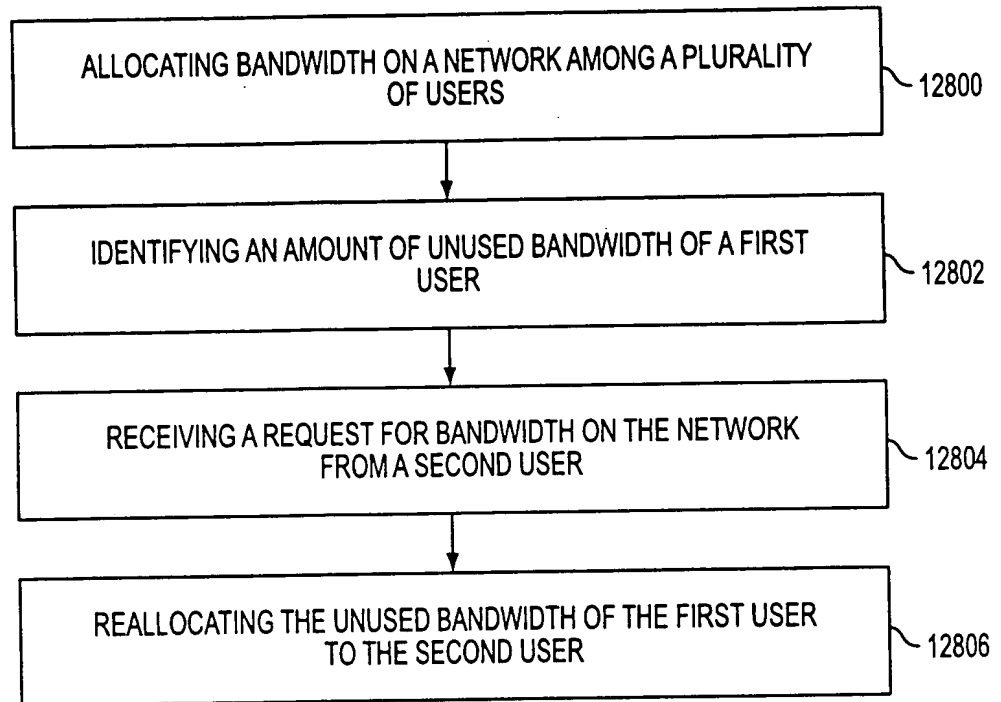 ALLOCATING BANDWIDTH ON A NETWORK AMONG A PLURALITY
OF USERS
12800
IDENTIFYING AN AMOUNT OF UNUSED BANDWIDTH OF A FIRST
USER
12802
RECEIVING A REQUEST FOR BANDWIDTH ON THE NETWORK
FROM A SECOND USER
12804
REALLOCATING THE UNUSED BANDWIDTH OF THE FIRST USER
TO THE SECOND USER
12806